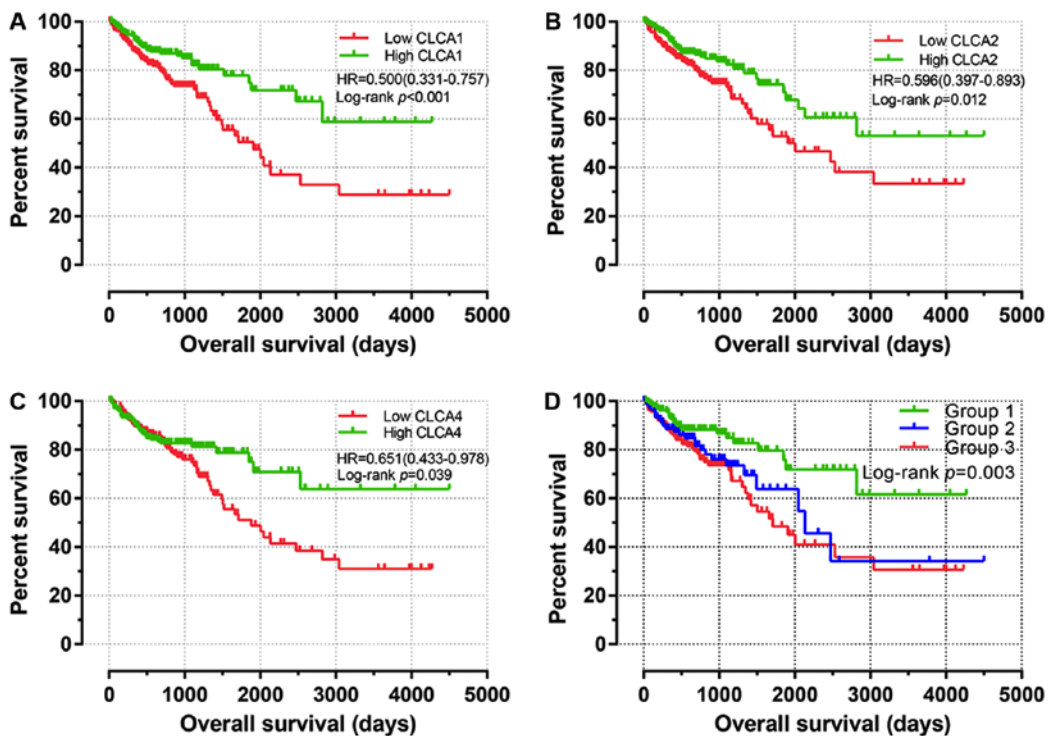 A
Percent survival
100
80
60
40
20
0
Low CLCA1
High CLCA1
HR=0.500(0.331-0.757)
Log-rank p<0.001
0 1000 2000 3000 4000 5000
Overall survival (days)
B
Percent survival
100
80
60
40
20
0
Low CLCA2
High CLCA2
HR=0.596(0.397-0.893)
Log-rank p=0.012
0 1000 2000 3000 4000 5000
Overall survival (days)
C
Percent survival
100
80
60
40
20
0
Low CLCA4
High CLCA4
HR=0.651(0.433-0.978)
Log-rank p=0.039
0 1000 2000 3000 4000 5000
Overall survival (days)
D
Percent survival
100
80
60
40
20
0
Group 1
Group 2
Group 3
Log-rank p=0.003
0 1000 2000 3000 4000 5000
Overall survival (days)